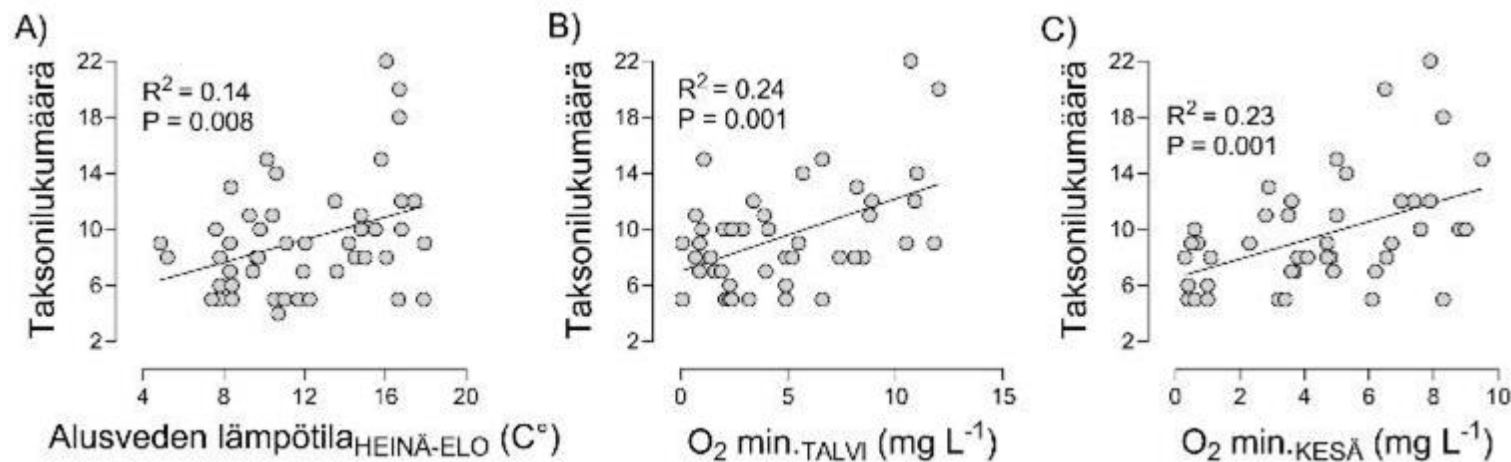 A)
Taksonilukumäärä
22
18
14
10
6
2
R² = 0.14
P = 0.008
4
8
12
16
20
Alusveden lämpötila HEINÄ-ELO (C°)
B)
Taksonilukumäärä
22
18
14
10
6
2
R² = 0.24
P = 0.001
0
5
10
15
O₂ min. TALVI (mg L⁻¹)
C)
Taksonilukumäärä
22
18
14
10
6
2
R² = 0.23
P = 0.001
0
2
4
6
8
10
O₂ min. KESÄ (mg L⁻¹)